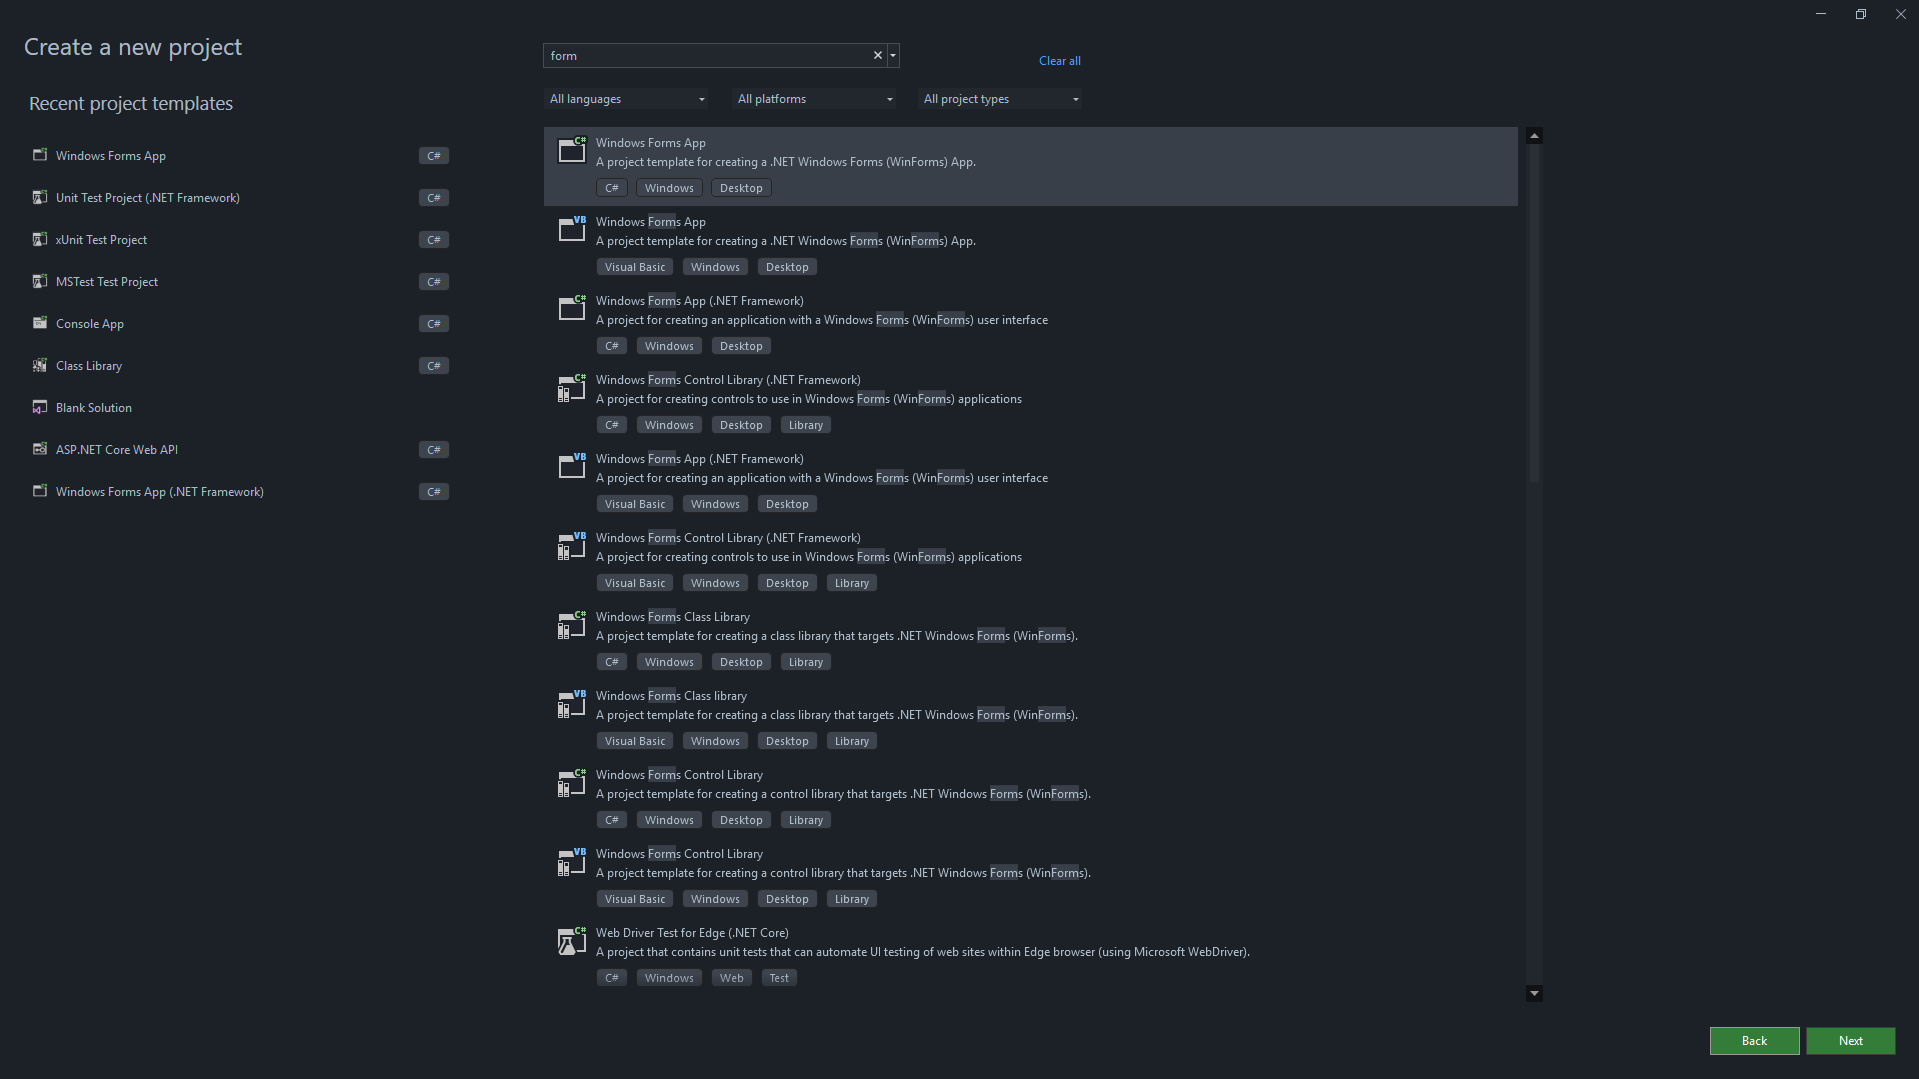 Create a new project
Recent project templates
Windows Forms App C#
Unit Test Project (.NET Framework) C#
xUnit Test Project C#
MSTest Test Project C#
Console App C#
Class Library C#
Blank Solution
ASP.NET Core Web API C#
Windows Forms App (.NET Framework) C#
form
Clear all
All languages All platforms All project types
C#
Windows Forms App
A project template for creating a .NET Windows Forms (WinForms) App.
C# Windows Desktop
VB
Windows Forms App
A project template for creating a .NET Windows Forms (WinForms) App.
Visual Basic Windows Desktop
C#
Windows Forms App (.NET Framework)
A project for creating an application with a Windows Forms (WinForms) user interface
C# Windows Desktop
C#
Windows Forms Control Library (.NET Framework)
A project for creating controls to use in Windows Forms (WinForms) applications
C# Windows Desktop Library
VB
Windows Forms App (.NET Framework)
A project for creating an application with a Windows Forms (WinForms) user interface
Visual Basic Windows Desktop
VB
Windows Forms Control Library (.NET Framework)
A project for creating controls to use in Windows Forms (WinForms) applications
Visual Basic Windows Desktop Library
C#
Windows Forms Class Library
A project template for creating a class library that targets .NET Windows Forms (WinForms).
C# Windows Desktop Library
VB
Windows Forms Class library
A project template for creating a class library that targets .NET Windows Forms (WinForms).
Visual Basic Windows Desktop Library
C#
Windows Forms Control Library
A project template for creating a control library that targets .NET Windows Forms (WinForms).
C# Windows Desktop Library
VB
Windows Forms Control Library
A project template for creating a control library that targets .NET Windows Forms (WinForms).
Visual Basic Windows Desktop Library
C#
Web Driver Test for Edge (.NET Core)
A project that contains unit tests that can automate UI testing of web sites within Edge browser (using Microsoft WebDriver).
C# Windows Web Test
Back Next